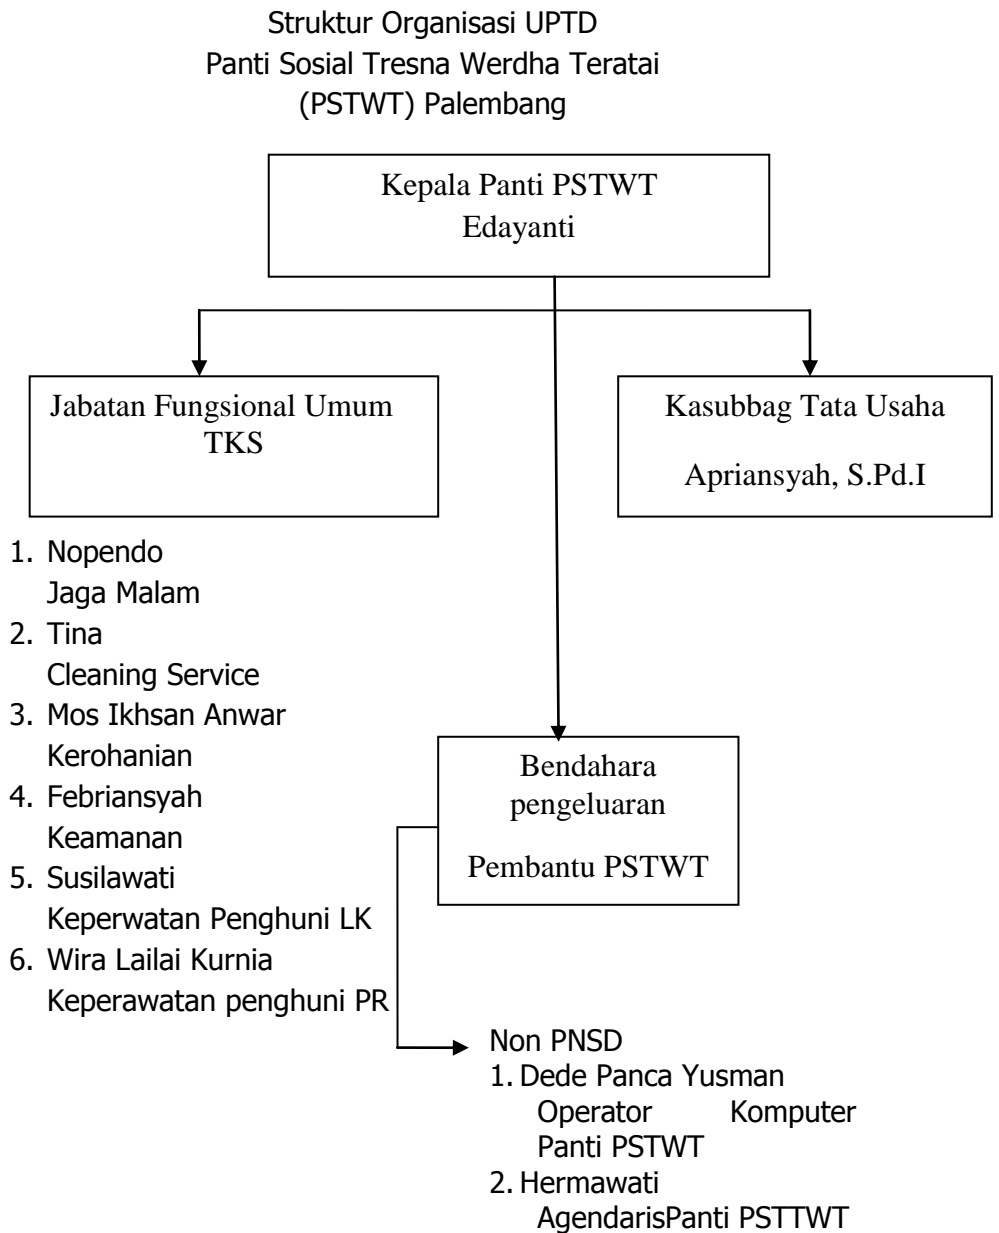 Struktur Organisasi UPTD
Panti Sosial Tresna Werdha Teratai
(PSTWT) Palembang
Kepala Panti PSTWT
Edayanti
Jabatan Fungsional Umum
TKS
Kasubbag Tata Usaha
Apriansyah, S.Pd.I
1. Nopendo
Jaga Malam
2. Tina
Cleaning Service
3. Mos Ikhsan Anwar
Kerohanian
4. Febriansyah
Keamanan
5. Susilawati
Keperwatan Penghuni LK
6. Wira Lailai Kurnia
Keperawatan penghuni PR
Bendahara
pengeluaran
Pembantu PSTWT
Non PNSD
1. Dede Panca Yusman
Operator Komputer
Panti PSTWT
2. Hermawati
AgendarisPanti PSTTWT